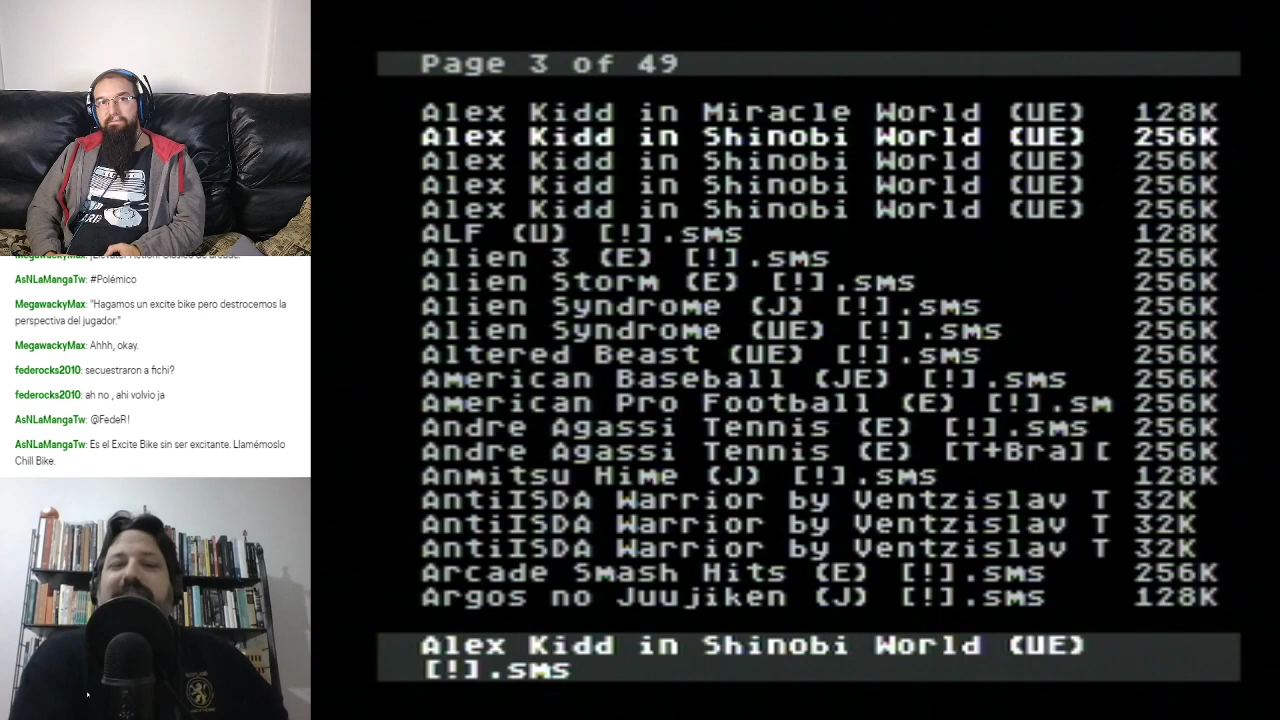 MegawackyMax: ¡Elevator Action! Clásico de arcade.
AsNLaMangaTw: #Polémico
MegawackyMax: "Hagamos un excite bike pero destrocemos la
perspectiva del jugador."
MegawackyMax: Ahhh, okay.
federocks2010: secuestraron a fichi?
federocks2010: ah no , ahi volvio ja
AsNLaMangaTw: @FedeR!
AsNLaMangaTw: Es el Excite Bike sin ser excitante. Llamémoslo
Chill Bike.
Page 3 of 49
Alex Kidd in Miracle World (UE) 128K
Alex Kidd in Shinobi World (UE) 256K
Alex Kidd in Shinobi World (UE) 256K
Alex Kidd in Shinobi World (UE) 256K
Alex Kidd in Shinobi World (UE) 256K
ALF (U) [!].sms 128K
Alien 3 (E) [!].sms 256K
Alien Storm (E) [!].sms 256K
Alien Syndrome (J) [!].sms 256K
Alien Syndrome (UE) [!].sms 256K
Altered Beast (UE) [!].sms 256K
American Baseball (JE) [!].sms 256K
American Pro Football (E) [!].sm 256K
Andre Agassi Tennis (E) [!].sms 256K
Andre Agassi Tennis (E) [T+Bra][ 256K
Anmitsu Hime (J) [!].sms 128K
AntiISDA Warrior by Ventzislav T 32K
AntiISDA Warrior by Ventzislav T 32K
AntiISDA Warrior by Ventzislav T 32K
Arcade Smash Hits (E) [!].sms 256K
Argos no Juujiken (J) [!].sms 128K
Alex Kidd in Shinobi World (UE)
[!].sms